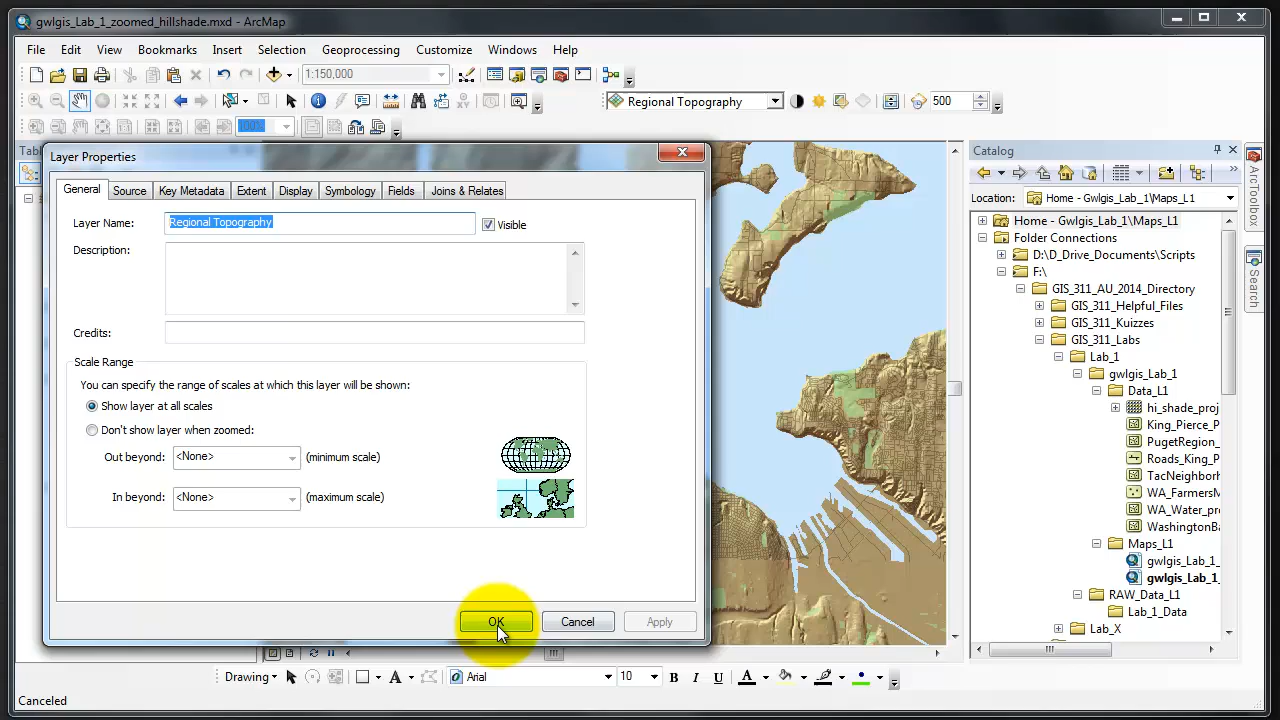 gwlgis_Lab_1_zoomed_hillshade.mxd - ArcMap
File Edit View Bookmarks Insert Selection Geoprocessing Customize Windows Help
1:150,000
Regional Topography
500
100%
Layer Properties
General Source Key Metadata Extent Display Symbology Fields Joins & Relates
Layer Name: Regional Topography Visible
Description:
Credits:
Scale Range
You can specify the range of scales at which this layer will be shown:
Show layer at all scales
Don't show layer when zoomed:
Out beyond: <None> (minimum scale)
In beyond: <None> (maximum scale)
OK Cancel Apply
Catalog
Location: Home - Gwlgis_Lab_1\Maps_L1
Home - Gwlgis_Lab_1\Maps_L1
Folder Connections
D:\D_Drive_Documents\Scripts
F:\
GIS_311_AU_2014_Directory
GIS_311_Helpful_Files
GIS_311_Kuizzes
GIS_311_Labs
Lab_1
gwlgis_Lab_1
Data_L1
hi_shade_proj
King_Pierce_P
PugetRegion_
Roads_King_P
TacNeighborh
WA_FarmersM
WA_Water_pro
WashingtonBa
Maps_L1
gwlgis_Lab_1_
gwlgis_Lab_1_
RAW_Data_L1
Lab_1_Data
Lab_X
ArcToolbox
Search
Drawing A Arial 10 B I U A
Canceled